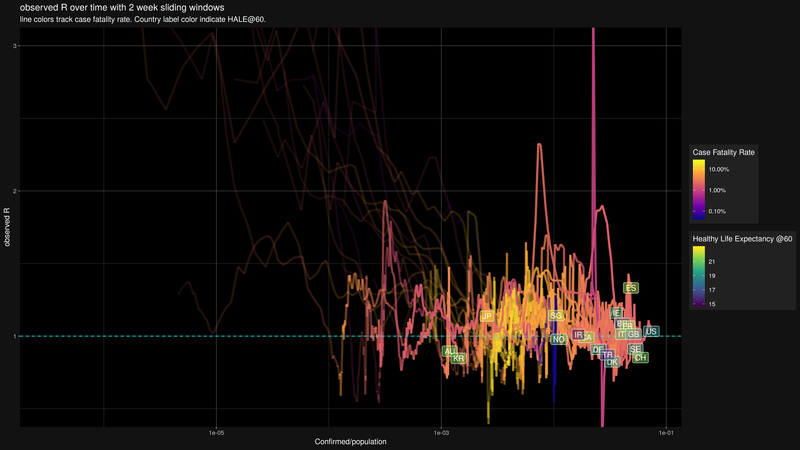 observed R over time with 2 week sliding windows
line colors track case fatality rate. Country label color indicate HALE@60.
3
2
1
observed R
1e-05
1e-03
1e-01
Confirmed/population
Case Fatality Rate
10.00%
1.00%
0.10%
Healthy Life Expectancy @60
21
19
17
15
ES
JP
SG
US
IR
IT
GB
NO
AU
KR
SE
TR
CH
DK